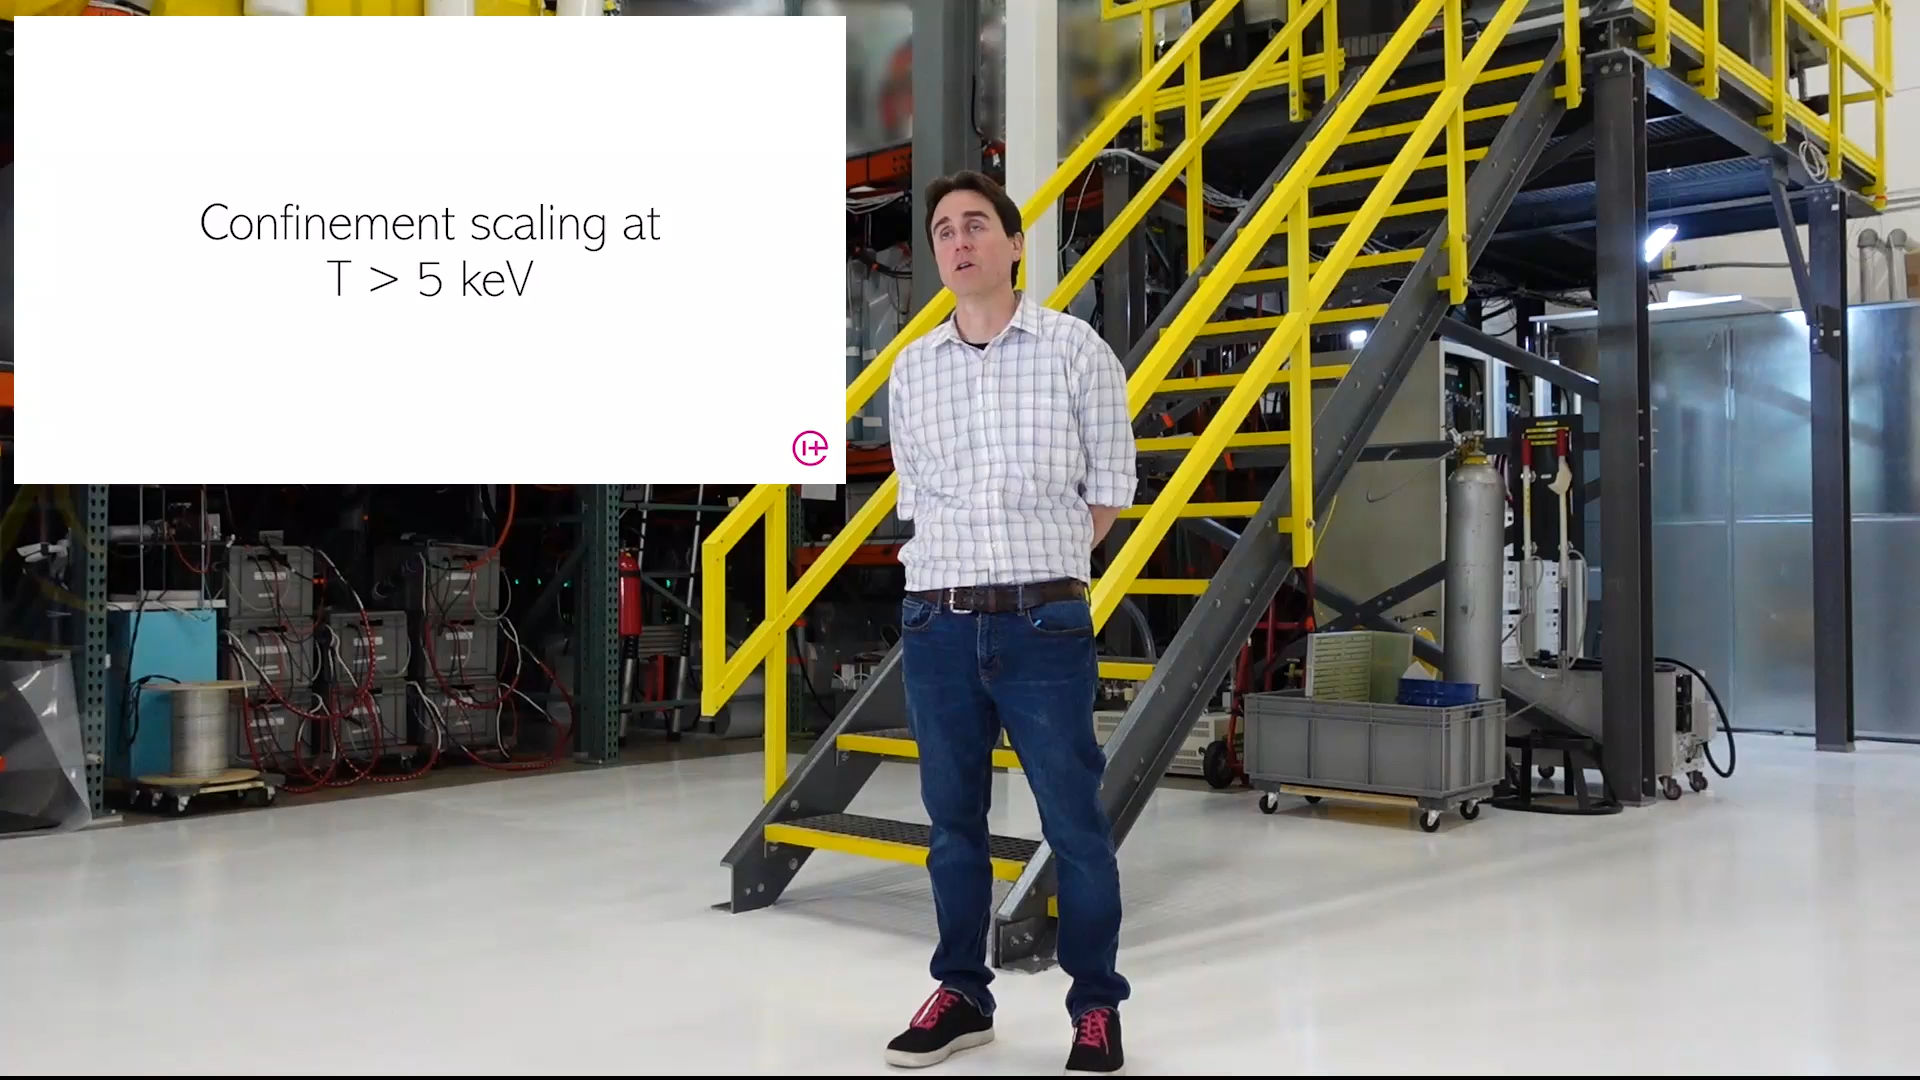 Confinement scaling at
T > 5 keV